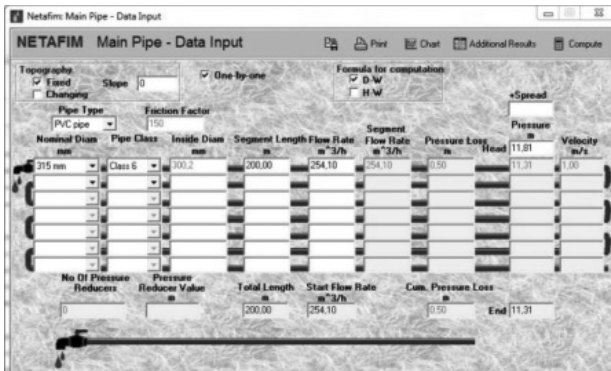 Netafim: Main Pipe - Data Input
NETAFIM Main Pipe - Data Input Print Chart Additional Results Compute
Topography Formula for computation
Fixed Slope 0 One-by-one D-W
Changing H-W
+Spread
Pipe Type Friction Factor
PVC pipe 150
Pressure
Nominal Diam Pipe Class Inside Diam Segment Length Flow Rate Segment Flow Rate Pressure Loss m Velocity
mm mm m m^3/h m^3/h m Head 11,81 m/s
315 mm Class 6 300,2 200,00 254,10 254,10 0,50 11,31 1,00
No Of Pressure Reducers Pressure Reducer Value Total Length Start Flow Rate Cum. Pressure Loss
m m m^3/h m
0 200,00 254,10 0,50 End 11,31